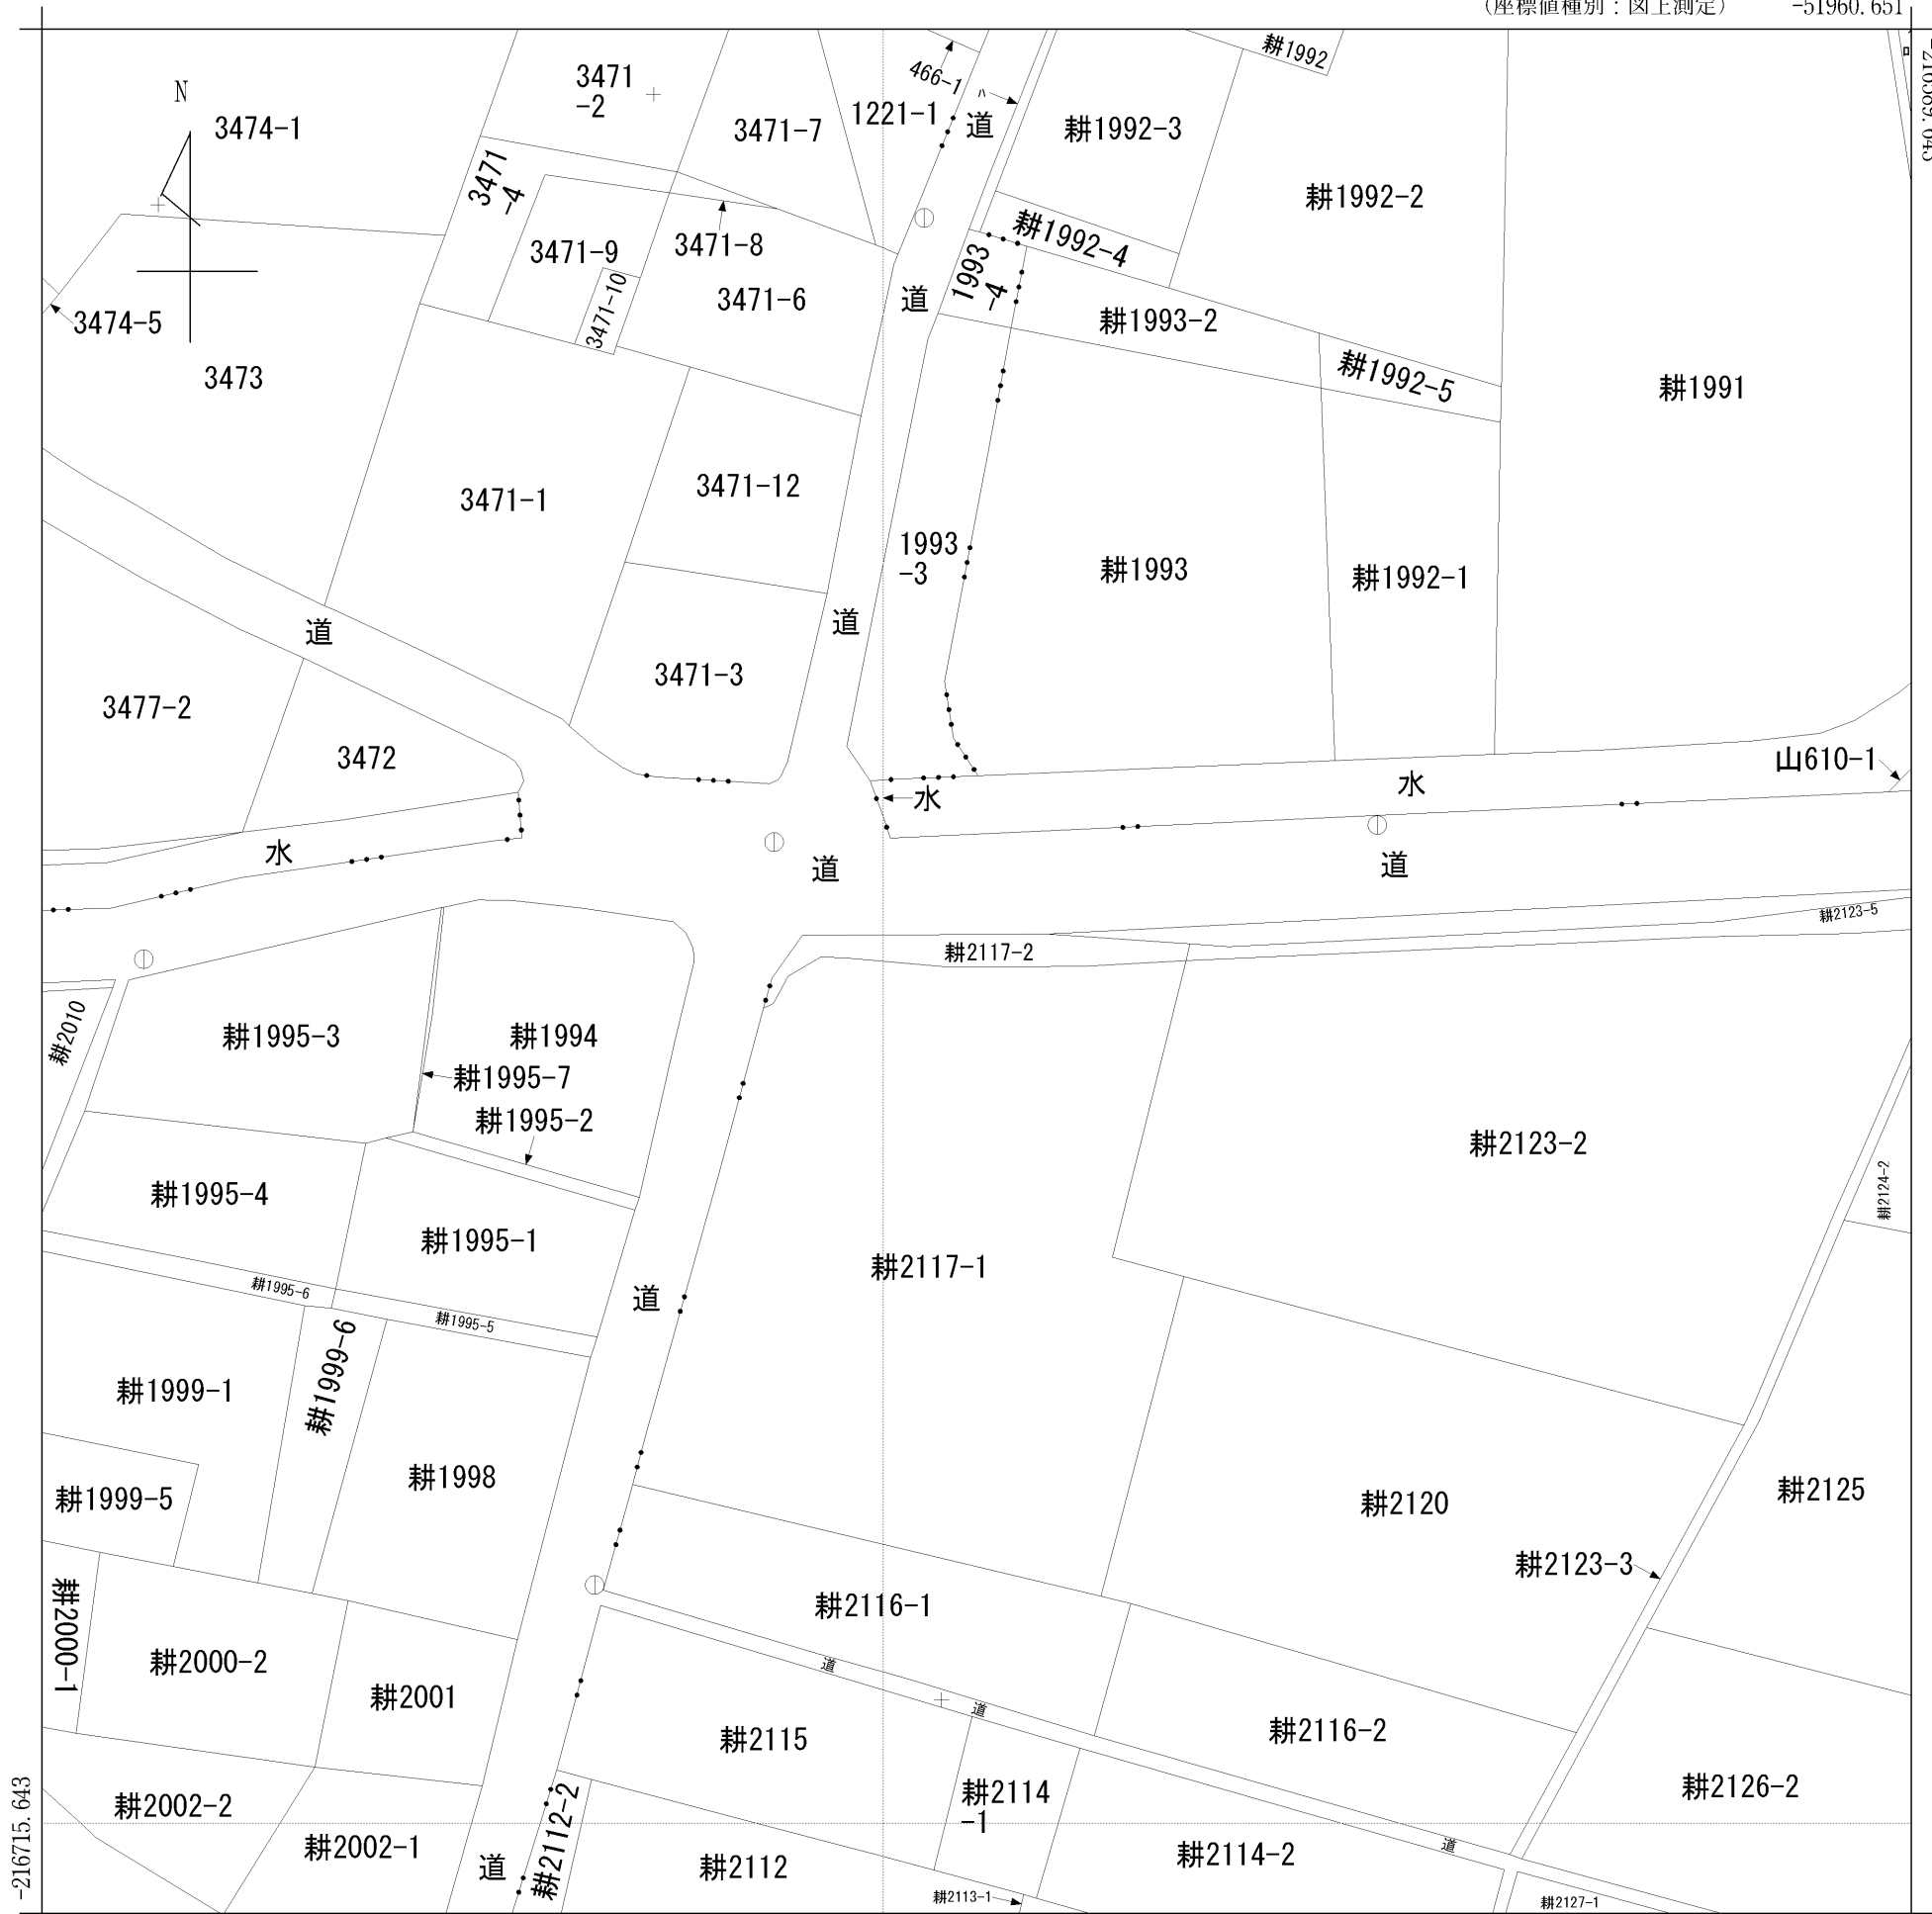 (座標値種別：図上測定) -51960.651
耕1992
466-1
ハ
3471
-2
N
3474-1
3471-7
1221-1
道
耕1992-3
耕1992-2
3471
-4
3471-9
3471-8
3471-10
3471-6
道
1993
-4
耕1992-4
耕1993-2
耕1992-5
耕1991
3474-5
3473
3471-1
3471-12
1993
-3
耕1993
耕1992-1
道
道
3471-3
3477-2
3472
水
水
山610-1
水
道
道
耕2123-5
耕2117-2
耕2010
耕1995-3
耕1994
耕1995-7
耕1995-2
耕2123-2
耕2124-2
耕1995-4
耕1995-1
耕2117-1
耕1995-6
耕1995-5
道
耕1999-6
耕1999-1
耕1998
耕1999-5
耕2120
耕2125
耕2123-3
耕2116-1
耕2000-1
耕2000-2
耕2001
道
道
耕2115
耕2116-2
耕2114
-1
耕2126-2
耕2002-2
耕2002-1
道
耕2112-2
耕2112
耕2114-2
道
耕2113-1
耕2127-1
-216715.643